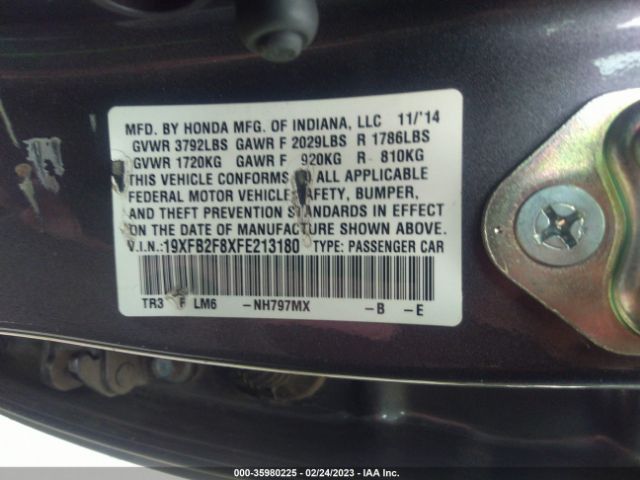 MFD. BY HONDA MFG. OF INDIANA, LLC 11/'14
GVWR 3792LBS GAWR F 2029LBS R 1786LBS
GVWR 1720KG GAWR F 920KG R 810KG
THIS VEHICLE CONFORMS TO ALL APPLICABLE
FEDERAL MOTOR VEHICLE SAFETY, BUMPER,
AND THEFT PREVENTION STANDARDS IN EFFECT
ON THE DATE OF MANUFACTURE SHOWN ABOVE.
V.I.N.: 19XFB2F8XFE213180 TYPE: PASSENGER CAR
TR3 F LM6 -NH797MX -B -E
000-35980225 - 02/24/2023 - IAA Inc.